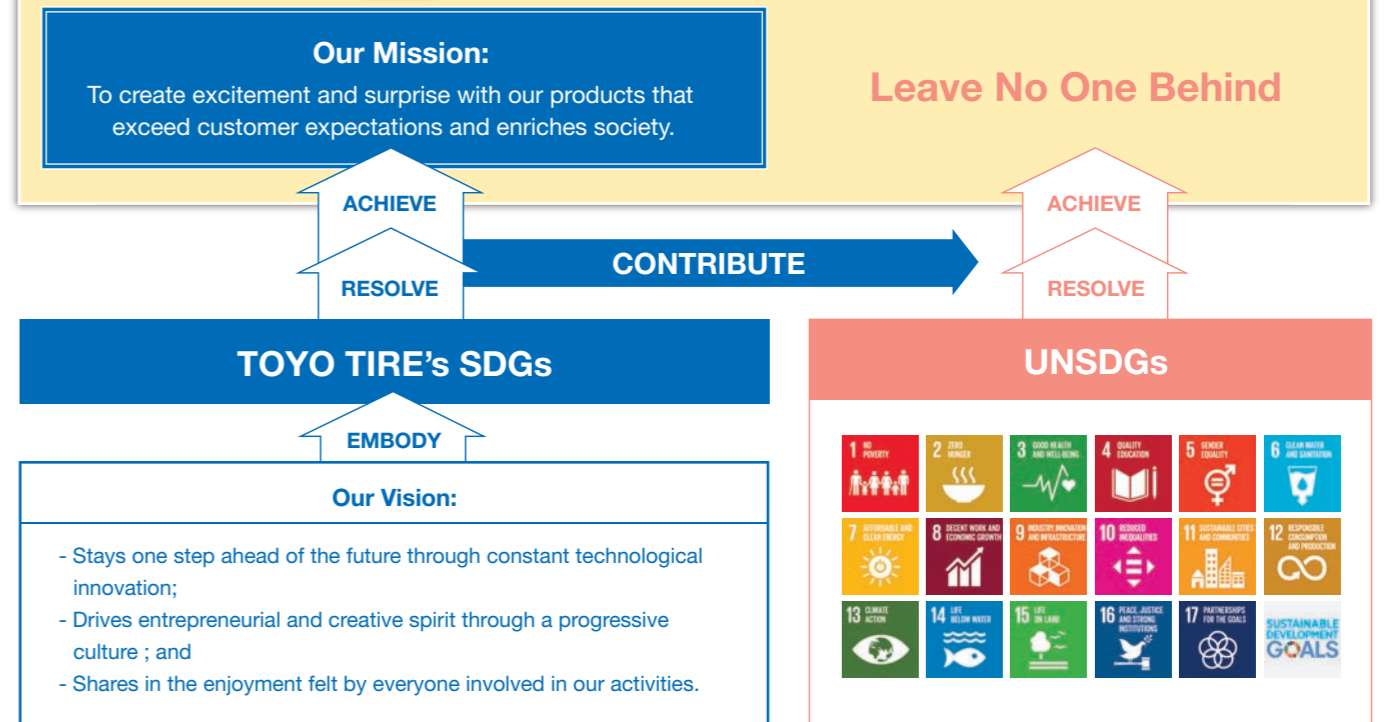 Our Mission:
To create excitement and surprise with our products that
exceed customer expectations and enriches society.
Leave No One Behind
ACHIEVE
RESOLVE
CONTRIBUTE
ACHIEVE
RESOLVE
TOYO TIRE's SDGs
EMBODY
Our Vision:
- Stays one step ahead of the future through constant technological
innovation;
- Drives entrepreneurial and creative spirit through a progressive
culture ; and
- Shares in the enjoyment felt by everyone involved in our activities.
UNSDGs
1 NO
POVERTY
2 ZERO
HUNGER
3 GOOD HEALTH
AND WELL-BEING
4 QUALITY
EDUCATION
5 GENDER
EQUALITY
6 CLEAN WATER
AND SANITATION
7 AFFORDABLE AND
CLEAN ENERGY
8 DECENT WORK AND
ECONOMIC GROWTH
9 INDUSTRY, INNOVATION
AND INFRASTRUCTURE
10 REDUCED
INEQUALITIES
11 SUSTAINABLE CITIES
AND COMMUNITIES
12 RESPONSIBLE
CONSUMPTION
AND PRODUCTION
13 CLIMATE
ACTION
14 LIFE
BELOW WATER
15 LIFE
ON LAND
16 PEACE, JUSTICE
AND STRONG
INSTITUTIONS
17 PARTNERSHIPS
FOR THE GOALS
SUSTAINABLE
DEVELOPMENT
GOALS